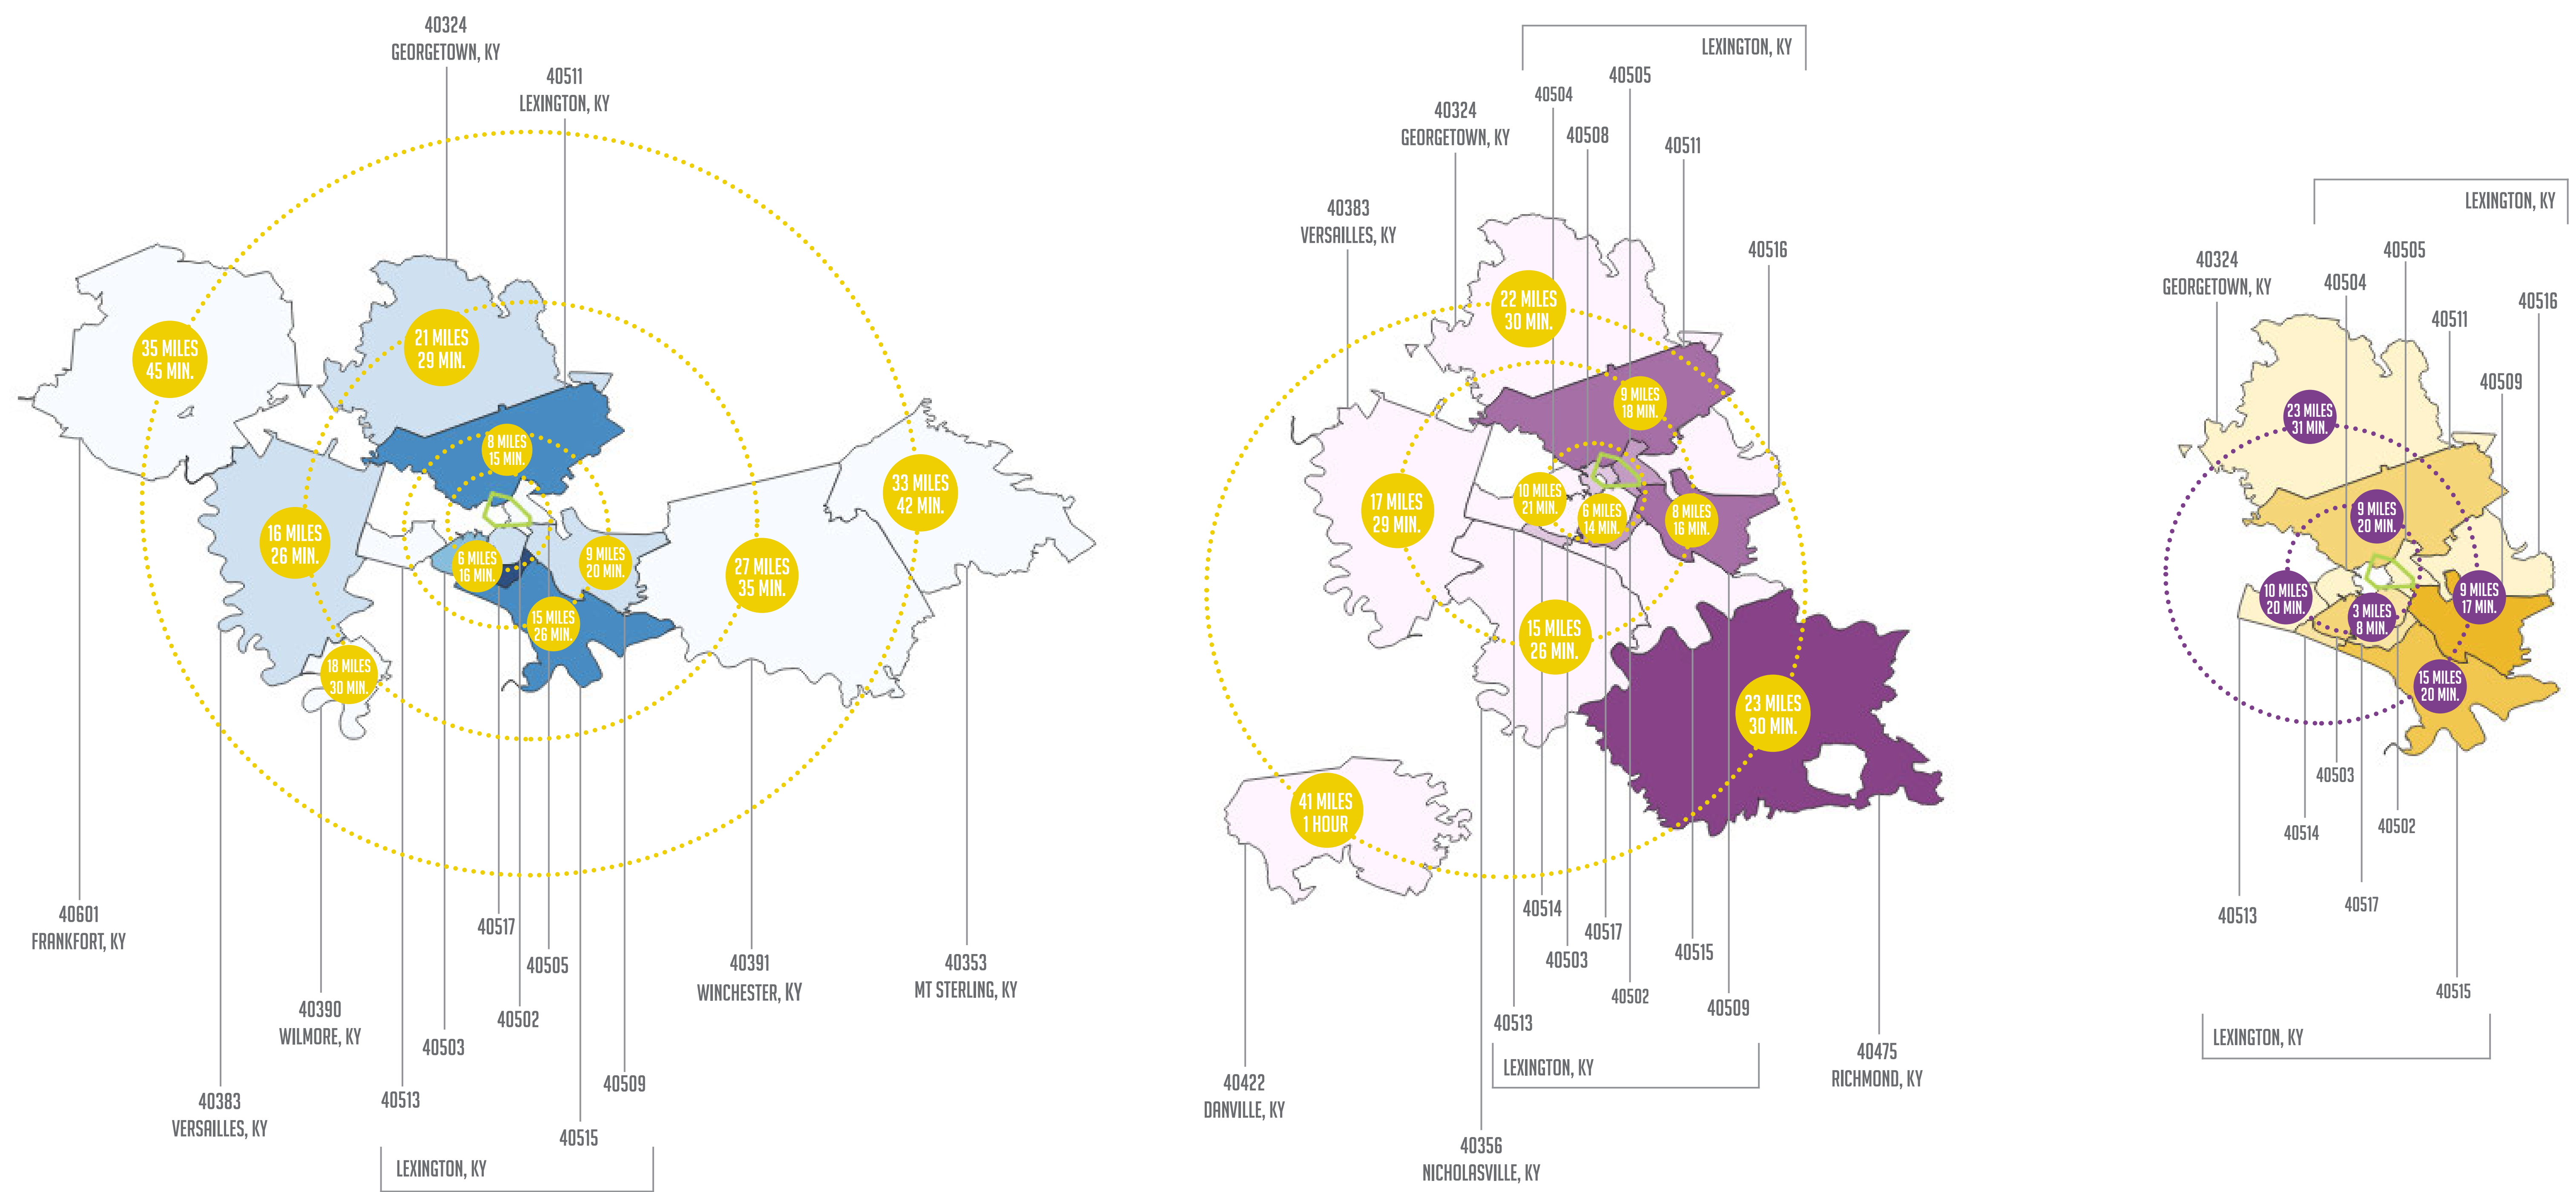 40324
GEORGETOWN, KY
40511
LEXINGTON, KY
35 MILES
45 MIN.
21 MILES
29 MIN.
8 MILES
15 MIN.
16 MILES
26 MIN.
6 MILES
16 MIN.
9 MILES
20 MIN.
15 MILES
26 MIN.
18 MILES
30 MIN.
27 MILES
35 MIN.
33 MILES
42 MIN.
40601
FRANKFORT, KY
40383
VERSAILLES, KY
40390
WILMORE, KY
40513
40503
40517
40502
40505
40515
40509
LEXINGTON, KY
40391
WINCHESTER, KY
40353
MT STERLING, KY
LEXINGTON, KY
40505
40504
40324
GEORGETOWN, KY
40508
40511
40383
VERSAILLES, KY
40516
22 MILES
30 MIN.
9 MILES
18 MIN.
17 MILES
29 MIN.
10 MILES
21 MIN.
6 MILES
14 MIN.
8 MILES
16 MIN.
15 MILES
26 MIN.
23 MILES
30 MIN.
41 MILES
1 HOUR
40514
40517
40503
40515
40502
40509
40513
LEXINGTON, KY
40475
RICHMOND, KY
40422
DANVILLE, KY
40356
NICHOLASVILLE, KY
LEXINGTON, KY
40505
40324
GEORGETOWN, KY
40504
40516
40511
40509
23 MILES
31 MIN.
9 MILES
20 MIN.
10 MILES
20 MIN.
3 MILES
8 MIN.
9 MILES
17 MIN.
15 MILES
20 MIN.
40503
40514
40502
40517
40513
40515
LEXINGTON, KY